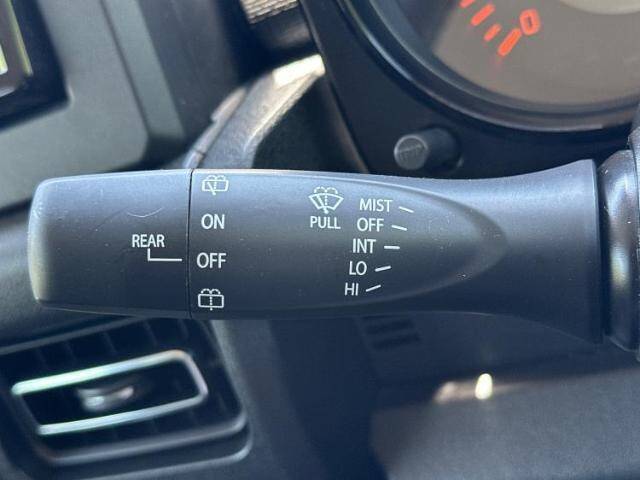 ON
REAR
OFF
PULL
MIST
OFF
INT
LO
HI